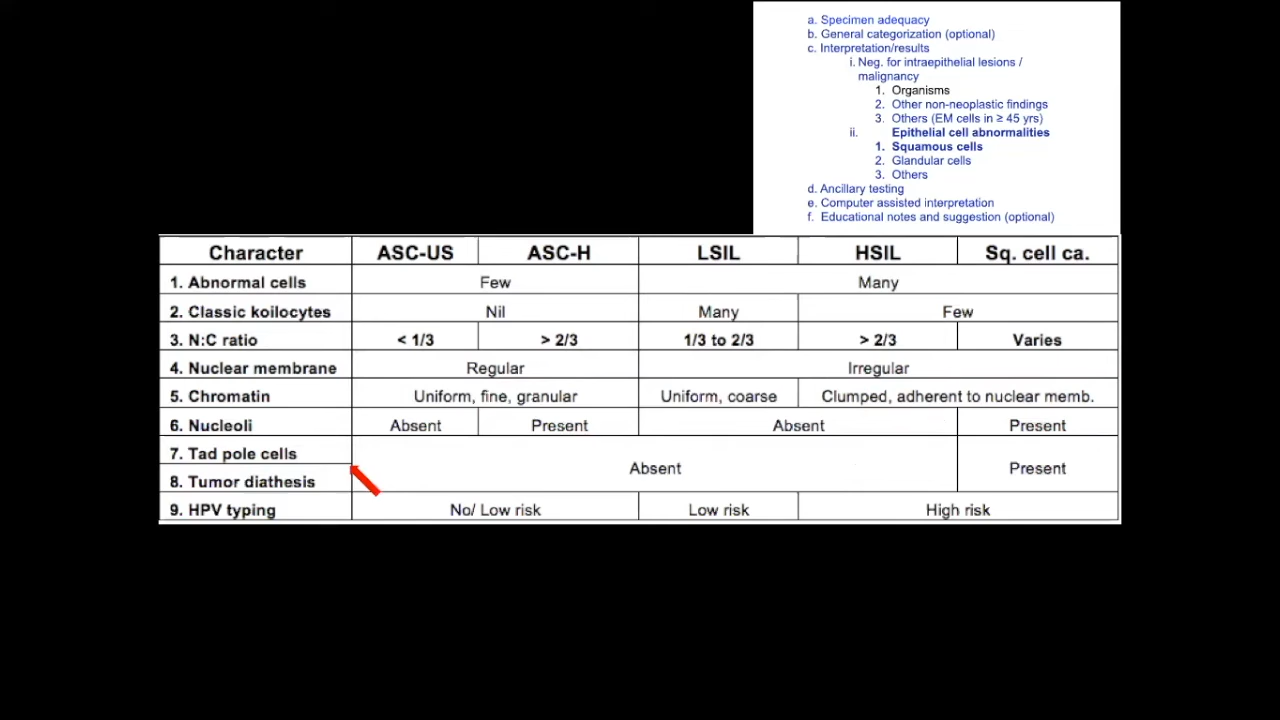 a. Specimen adequacy
b. General categorization (optional)
c. Interpretation/results
i. Neg. for intraepithelial lesions /
malignancy
1. Organisms
2. Other non-neoplastic findings
3. Others (EM cells in ≥ 45 yrs)
ii. Epithelial cell abnormalities
1. Squamous cells
2. Glandular cells
3. Others
d. Ancillary testing
e. Computer assisted interpretation
f. Educational notes and suggestion (optional)
Character ASC-US ASC-H LSIL HSIL Sq. cell ca.
1. Abnormal cells Few Many
2. Classic koilocytes Nil Many Few
3. N:C ratio < 1/3 > 2/3 1/3 to 2/3 > 2/3 Varies
4. Nuclear membrane Regular Irregular
5. Chromatin Uniform, fine, granular Uniform, coarse Clumped, adherent to nuclear memb.
6. Nucleoli Absent Present Absent Present
7. Tad pole cells
Absent Present
8. Tumor diathesis
9. HPV typing No/ Low risk Low risk High risk